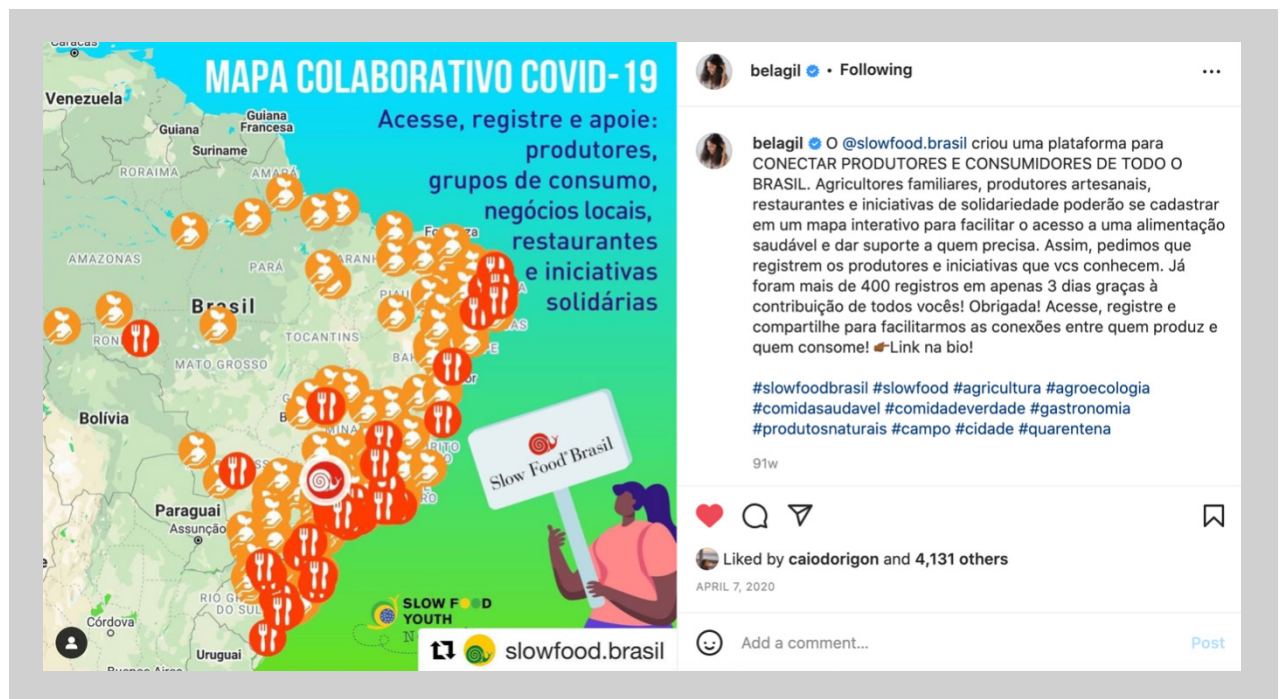 Caracas
MAPA COLABORATIVO COVID-19
Venezuela
Guiana
Guiana
Francesa
Suriname
Acesse, registre e apoie:
produtores,
grupos de consumo,
negócios locais,
restaurantes
e iniciativas
solidárias
RORAIMA
AMAPÁ
AMAZONAS
PARÁ
Brasil
TOCANTINS
MATO GROSSO
Bolívia
Slow Food Brasil
Paraguai
Assunção
RIO G
DO SUL
Córdova
Uruguai
Buenos Aires
SLOW FOOD
YOUTH
slowfood.brasil
belagil • Following
belagil O @slowfood.brasil criou uma plataforma para
CONECTAR PRODUTORES E CONSUMIDORES DE TODO O
BRASIL. Agricultores familiares, produtores artesanais,
restaurantes e iniciativas de solidariedade poderão se cadastrar
em um mapa interativo para facilitar o acesso a uma alimentação
saudável e dar suporte a quem precisa. Assim, pedimos que
registrem os produtores e iniciativas que vcs conhecem. Já
foram mais de 400 registros em apenas 3 dias graças à
contribuição de todos vocês! Obrigada! Acesse, registre e
compartilhe para facilitarmos as conexões entre quem produz e
quem consome! 👉🏾Link na bio!
#slowfoodbrasil #slowfood #agricultura #agroecologia
#comidasaudavel #comidadeverdade #gastronomia
#produtosnaturais #campo #cidade #quarentena
91w
Liked by caiodorigon and 4,131 others
APRIL 7, 2020
Add a comment...
Post